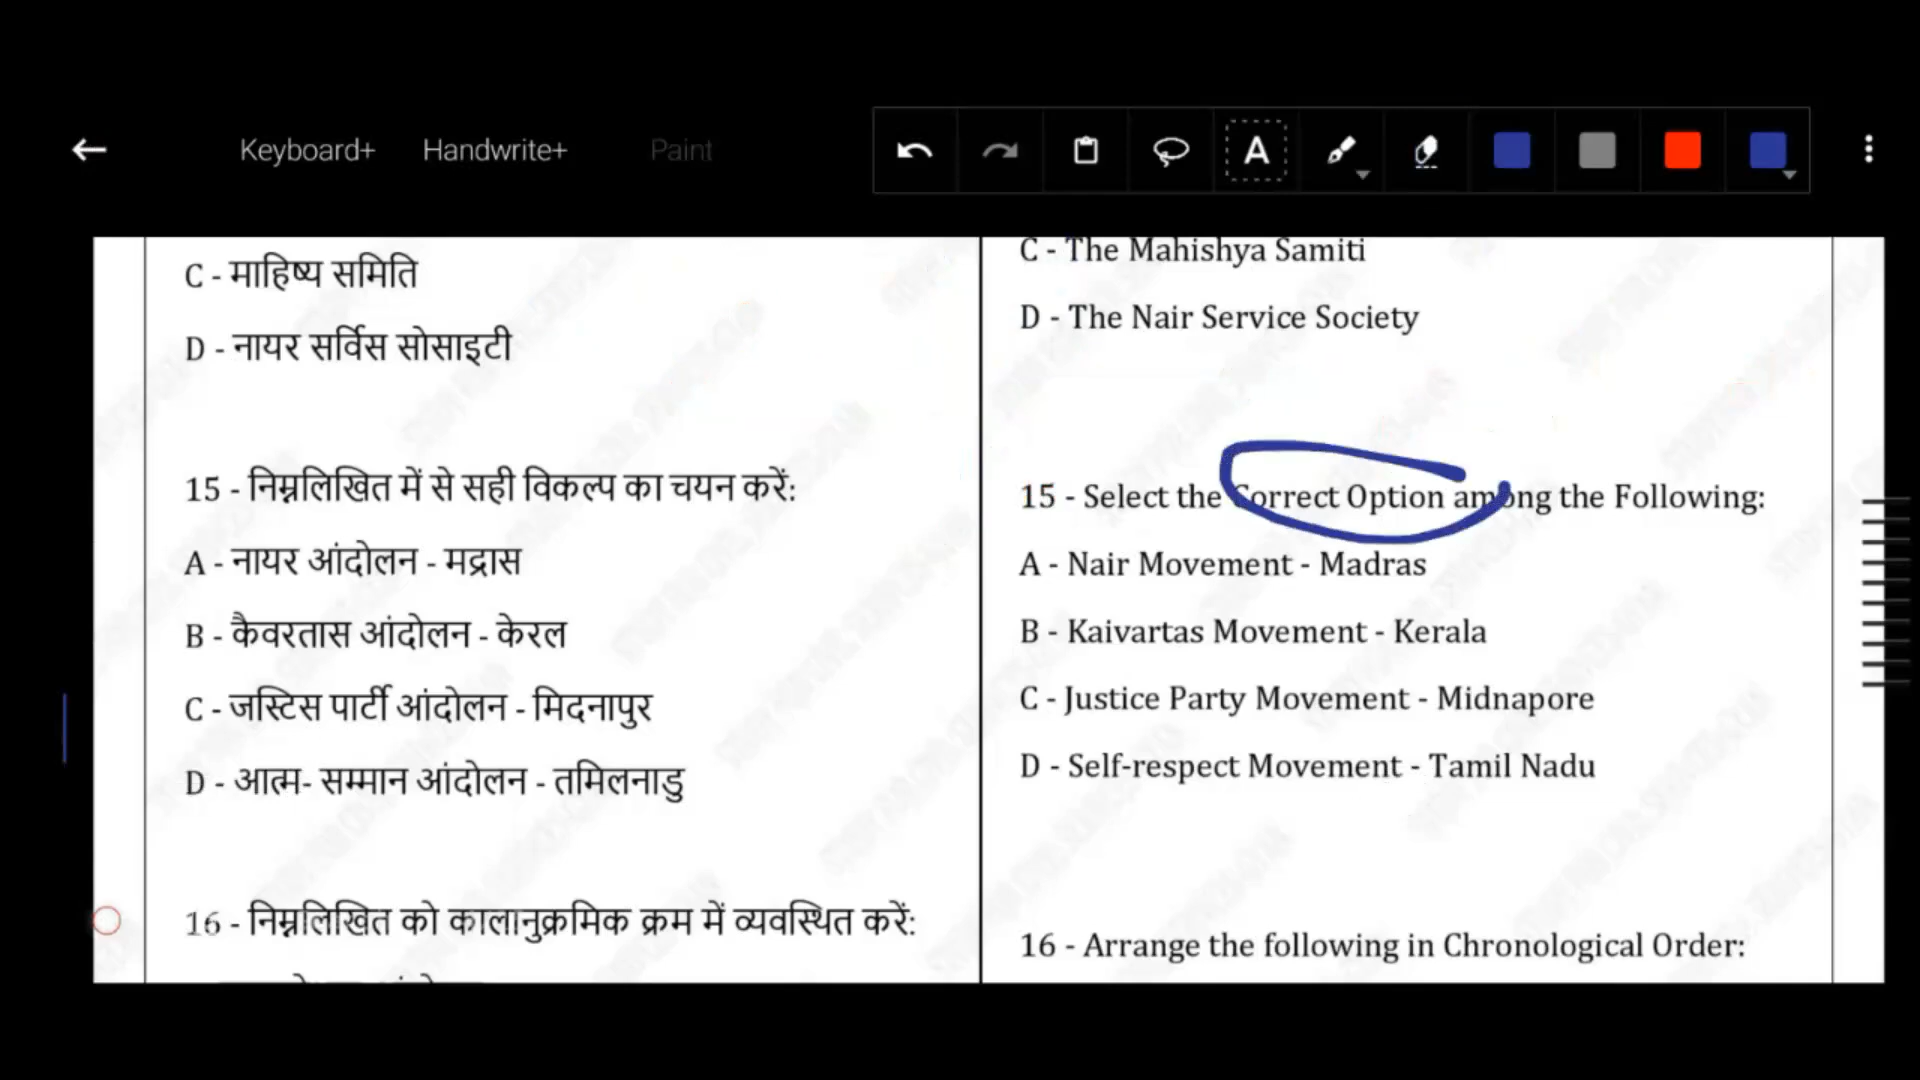 Keyboard+ Handwrite+ Paint A
C - माहिष्य समिति
D - नायर सर्विस सोसाइटी
15 - निम्नलिखित में से सही विकल्प का चयन करें:
A - नायर आंदोलन - मद्रास
B - कैवरतास आंदोलन - केरल
C - जस्टिस पार्टी आंदोलन - मिदनापुर
D - आत्म- सम्मान आंदोलन - तमिलनाडु
16 - निम्नलिखित को कालानुक्रमिक क्रम में व्यवस्थित करें:
C - The Mahishya Samiti
D - The Nair Service Society
15 - Select the Correct Option among the Following:
A - Nair Movement - Madras
B - Kaivartas Movement - Kerala
C - Justice Party Movement - Midnapore
D - Self-respect Movement - Tamil Nadu
16 - Arrange the following in Chronological Order: